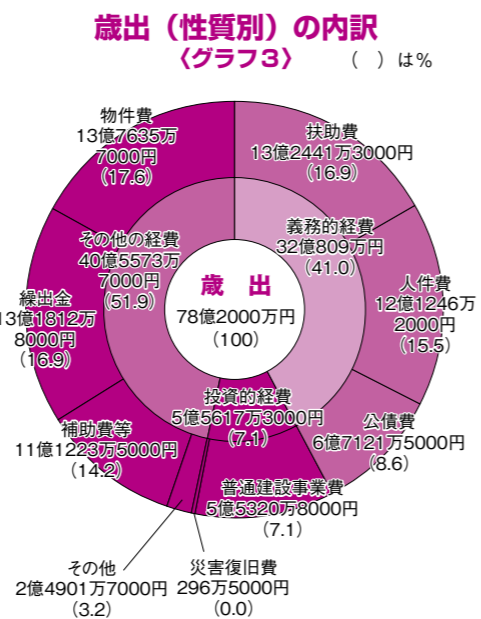 歳出（性質別）の内訳
〈グラフ３〉
（　）は％
物件費
13億7635万
7000円
(17.6)
扶助費
13億2441万3000円
(16.9)
その他の経費
40億5573万
7000円
(51.9)
義務的経費
32億809万円
(41.0)
歳　出
78億2000万円
(100)
繰出金
13億1812万
8000円
(16.9)
人件費
12億1246万
2000円
(15.5)
投資的経費
5億5617万3000円
(7.1)
補助費等
11億1223万5000円
(14.2)
公債費
6億7121万5000円
(8.6)
普通建設事業費
5億5320万8000円
(7.1)
その他
2億4901万7000円
(3.2)
災害復旧費
296万5000円
(0.0)